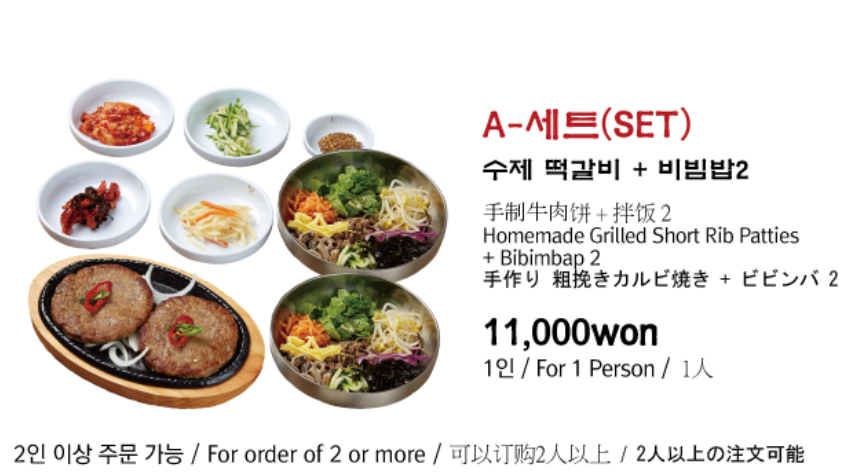 A-세트(SET)
수제 떡갈비 + 비빔밥2
手制牛肉饼 + 拌饭 2
Homemade Grilled Short Rib Patties
+ Bibimbap 2
手作り 粗挽きカルビ焼き + ビビンバ 2
11,000won
1인 / For 1 Person / 1人
2인 이상 주문 가능 / For order of 2 or more / 可以订购2人以上 / 2人以上の注文可能